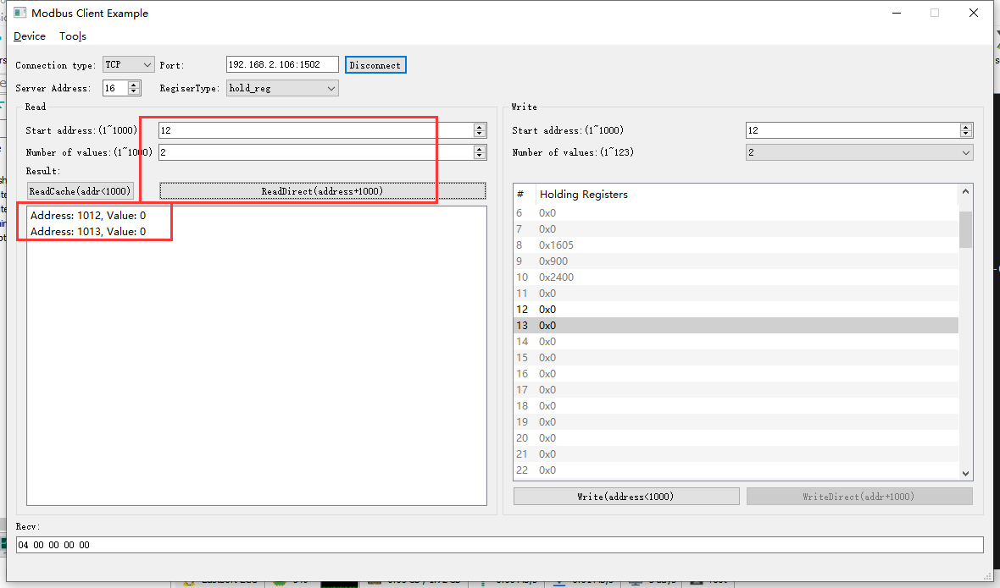 Modbus Client Example
Device Tools
Connection type: TCP Port: 192.168.2.106:1502 Disconnect
Server Address: 16 RegiserType: hold_reg
Read
Start address:(1~1000) 12
Number of values:(1~1000) 2
Result:
ReadCache(addr<1000) ReadDirect(address+1000)
Address: 1012, Value: 0
Address: 1013, Value: 0
Write
Start address:(1~1000) 12
Number of values:(1~123) 2
# Holding Registers
6 0x0
7 0x0
8 0x1605
9 0x900
10 0x2400
11 0x0
12 0x0
13 0x0
14 0x0
15 0x0
16 0x0
17 0x0
18 0x0
19 0x0
20 0x0
21 0x0
22 0x0
Write(address<1000) WriteDirect(addr+1000)
Recv:
04 00 00 00 00